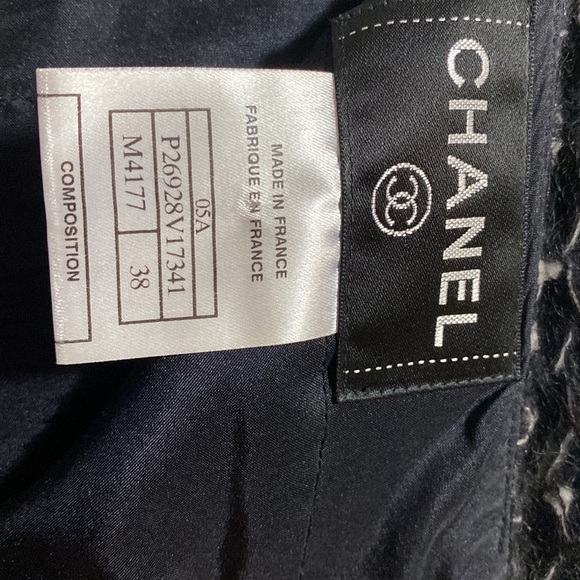 CHANEL
MADE IN FRANCE
FABRIQUE EN FRANCE
05A
P26928V17341
M4177 38
COMPOSITION